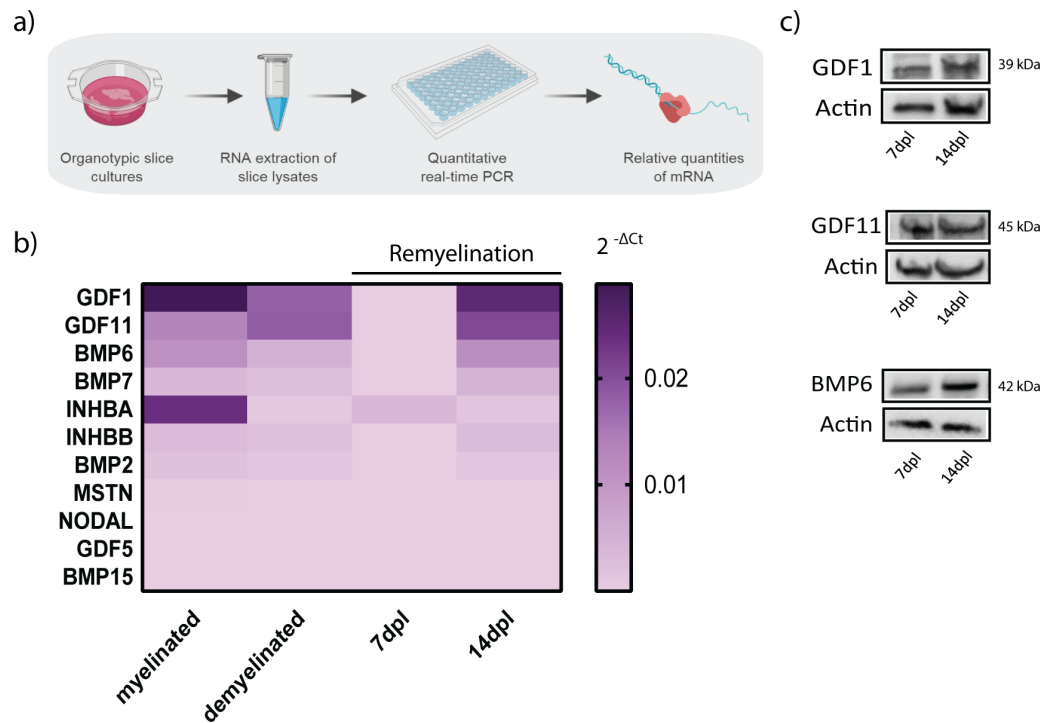 a)
Organotypic slice
cultures
RNA extraction of
slice lysates
Quantitative
real-time PCR
Relative quantities
of mRNA
b)
Remyelination
2 -ΔCt
GDF1
GDF11
BMP6
BMP7
INHBA
INHBB
BMP2
MSTN
NODAL
GDF5
BMP15
0.02
0.01
myelinated
demyelinated
7dpl
14dpl
c)
GDF1
39 kDa
Actin
7dpl
14dpl
GDF11
45 kDa
Actin
7dpl
14dpl
BMP6
42 kDa
Actin
7dpl
14dpl